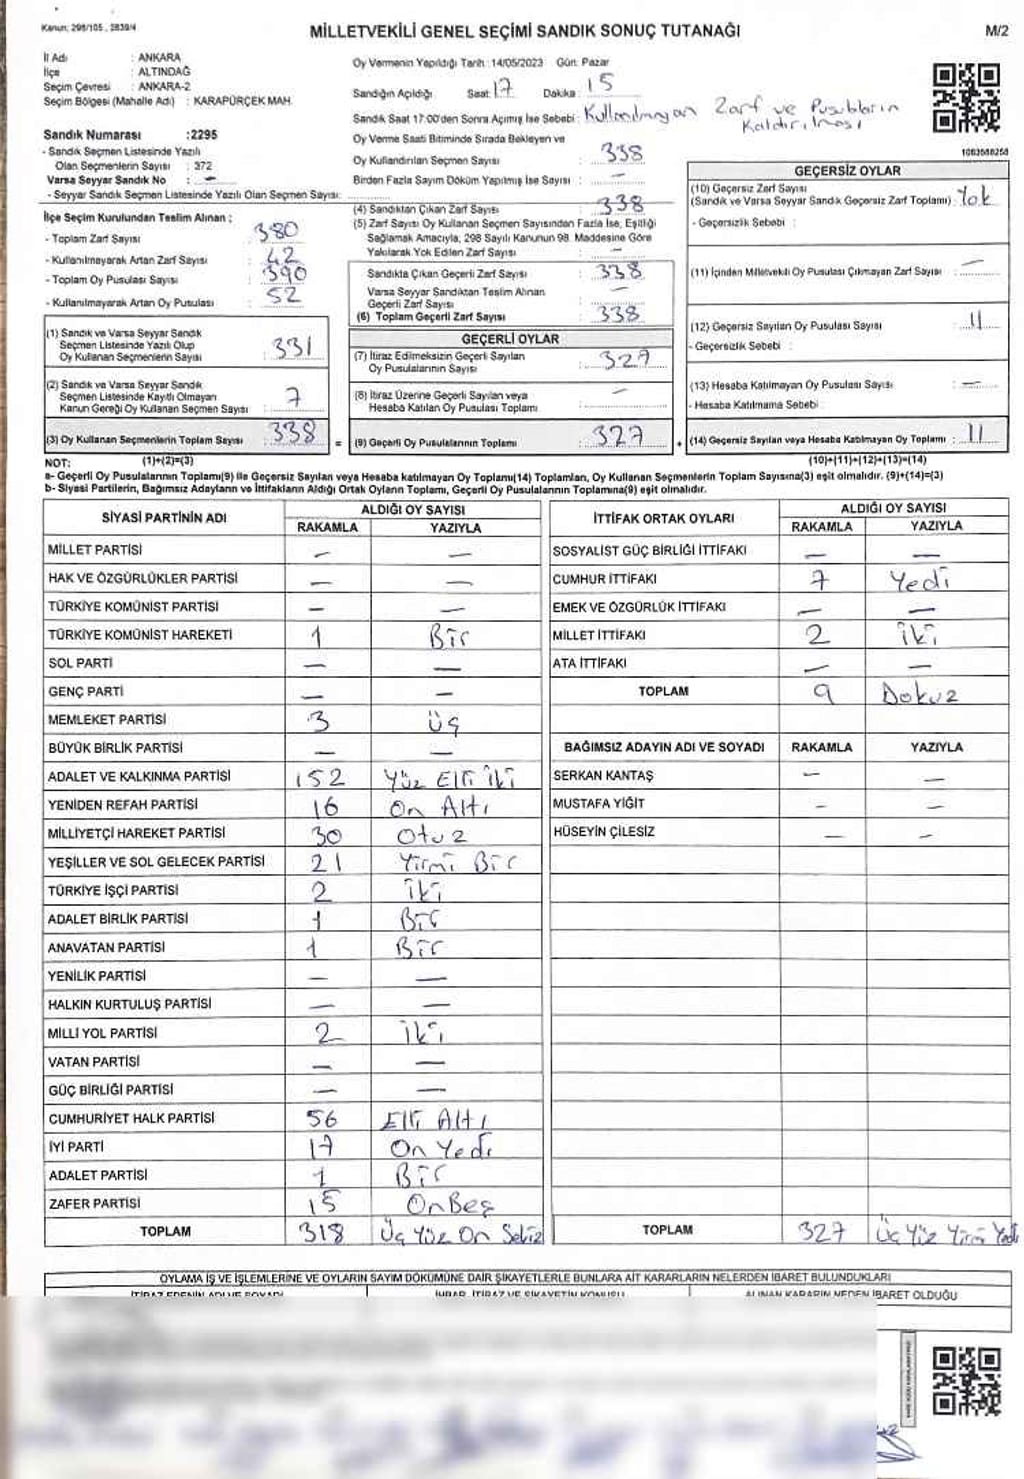 Kanun: 298/105, 2839/4
MİLLETVEKİLİ GENEL SEÇİMİ SANDIK SONUÇ TUTANAĞI
M/2
İl Adı : ANKARA
İlçe : ALTINDAĞ
Seçim Çevresi : ANKARA-2
Seçim Bölgesi (Mahalle Adı) : KARAPÜRÇEK MAH.
Sandık Numarası :2295
- Sandık Seçmen Listesinde Yazılı
Olan Seçmenlerin Sayısı : 372
Varsa Seyyar Sandık No : —
- Seyyar Sandık Seçmen Listesinde Yazılı Olan Seçmen Sayısı:
Oy Vermenin Yapıldığı Tarih :14/05/2023 Gün: Pazar
Sandığın Açıldığı Saat: 17 Dakika : 15
Sandık Saat 17:00'den Sonra Açılmış İse Sebebi : Kullanılmayan Zarf ve Pusulaların
Kaldırılması
Oy Verme Saati Bitiminde Sırada Bekleyen ve
Oy Kullandırılan Seçmen Sayısı : 338
Birden Fazla Sayım Döküm Yapılmış İse Sayısı : —
İlçe Seçim Kurulundan Teslim Alınan ;
- Toplam Zarf Sayısı : 380
- Kullanılmayarak Artan Zarf Sayısı : 42
- Toplam Oy Pusulası Sayısı : 390
- Kullanılmayarak Artan Oy Pusulası : 52
(1) Sandık ve Varsa Seyyar Sandık
Seçmen Listesinde Yazılı Olup
Oy Kullanan Seçmenlerin Sayısı : 331
(2) Sandık ve Varsa Seyyar Sandık
Seçmen Listesinde Kayıtlı Olmayan
Kanun Gereği Oy Kullanan Seçmen Sayısı : 7
(3) Oy Kullanan Seçmenlerin Toplam Sayısı : 338
(4) Sandıktan Çıkan Zarf Sayısı : 338
(5) Zarf Sayısı Oy Kullanan Seçmen Sayısından Fazla İse; Eşitliği
Sağlamak Amacıyla, 298 Sayılı Kanunun 98. Maddesine Göre
Yakılarak Yok Edilen Zarf Sayısı : —
Sandıkta Çıkan Geçerli Zarf Sayısı : 338
Varsa Seyyar Sandıktan Teslim Alınan
Geçerli Zarf Sayısı : —
(6) Toplam Geçerli Zarf Sayısı : 338
GEÇERLİ OYLAR
(7) İtiraz Edilmeksizin Geçerli Sayılan
Oy Pusulalarının Sayısı : 327
(8) İtiraz Üzerine Geçerli Sayılan veya
Hesaba Katılan Oy Pusulası Toplamı : —
= (9) Geçerli Oy Pusulalarının Toplamı : 327
1083588258
GEÇERSİZ OYLAR
(10) Geçersiz Zarf Sayısı
(Sandık ve Varsa Seyyar Sandık Geçersiz Zarf Toplamı) : Yok
- Geçersizlik Sebebi :
(11) İçinden Milletvekili Oy Pusulası Çıkmayan Zarf Sayısı : —
(12) Geçersiz Sayılan Oy Pusulası Sayısı : 11
- Geçersizlik Sebebi :
(13) Hesaba Katılmayan Oy Pusulası Sayısı : —
- Hesaba Katılmama Sebebi :
+ (14) Geçersiz Sayılan veya Hesaba Katılmayan Oy Toplamı : 11
NOT: (1)+(2)=(3) (10)+(11)+(12)+(13)=(14)
a- Geçerli Oy Pusulalarının Toplamı(9) ile Geçersiz Sayılan veya Hesaba katılmayan Oy Toplamı(14) Toplamları, Oy Kullanan Seçmenlerin Toplam Sayısına(3) eşit olmalıdır. (9)+(14)=(3)
b- Siyasi Partilerin, Bağımsız Adayların ve İttifakların Aldığı Ortak Oyların Toplamı, Geçerli Oy Pusulalarının Toplamına(9) eşit olmalıdır.
SİYASİ PARTİNİN ADI ALDIĞI OY SAYISI
RAKAMLA YAZIYLA
MİLLET PARTİSİ — —
HAK VE ÖZGÜRLÜKLER PARTİSİ — —
TÜRKİYE KOMÜNİST PARTİSİ — —
TÜRKİYE KOMÜNİST HAREKETİ 1 Bir
SOL PARTİ — —
GENÇ PARTİ — —
MEMLEKET PARTİSİ 3 Üç
BÜYÜK BİRLİK PARTİSİ — —
ADALET VE KALKINMA PARTİSİ 152 Yüz Elli İki
YENİDEN REFAH PARTİSİ 16 On Altı
MİLLİYETÇİ HAREKET PARTİSİ 30 Otuz
YEŞİLLER VE SOL GELECEK PARTİSİ 21 Yirmi Bir
TÜRKİYE İŞÇİ PARTİSİ 2 İki
ADALET BİRLİK PARTİSİ 1 Bir
ANAVATAN PARTİSİ 1 Bir
YENİLİK PARTİSİ — —
HALKIN KURTULUŞ PARTİSİ — —
MİLLİ YOL PARTİSİ 2 İki
VATAN PARTİSİ — —
GÜÇ BİRLİĞİ PARTİSİ — —
CUMHURİYET HALK PARTİSİ 56 Elli Altı
İYİ PARTİ 17 On Yedi
ADALET PARTİSİ 1 Bir
ZAFER PARTİSİ 15 On Beş
TOPLAM 318 Üç Yüz On Sekiz
İTTİFAK ORTAK OYLARI ALDIĞI OY SAYISI
RAKAMLA YAZIYLA
SOSYALİST GÜÇ BİRLİĞİ İTTİFAKI — —
CUMHUR İTTİFAKI 7 Yedi
EMEK VE ÖZGÜRLÜK İTTİFAKI — —
MİLLET İTTİFAKI 2 İki
ATA İTTİFAKI — —
TOPLAM 9 Dokuz
BAĞIMSIZ ADAYIN ADI VE SOYADI RAKAMLA YAZIYLA
SERKAN KANTAŞ — —
MUSTAFA YİĞİT — —
HÜSEYİN ÇİLESİZ — —
TOPLAM 327 Üç Yüz Yirmi Yedi
OYLAMA İŞ VE İŞLEMLERİNE VE OYLARIN SAYIM DÖKÜMÜNE DAİR ŞİKAYETLERLE BUNLARA AİT KARARLARIN NELERDEN İBARET BULUNDUKLARI
İTİRAZ EDENİN ADI VE SOYADI İHBAR, İTİRAZ VE ŞİKAYETİN KONUSU ALINAN KARARIN NEDEN İBARET OLDUĞU